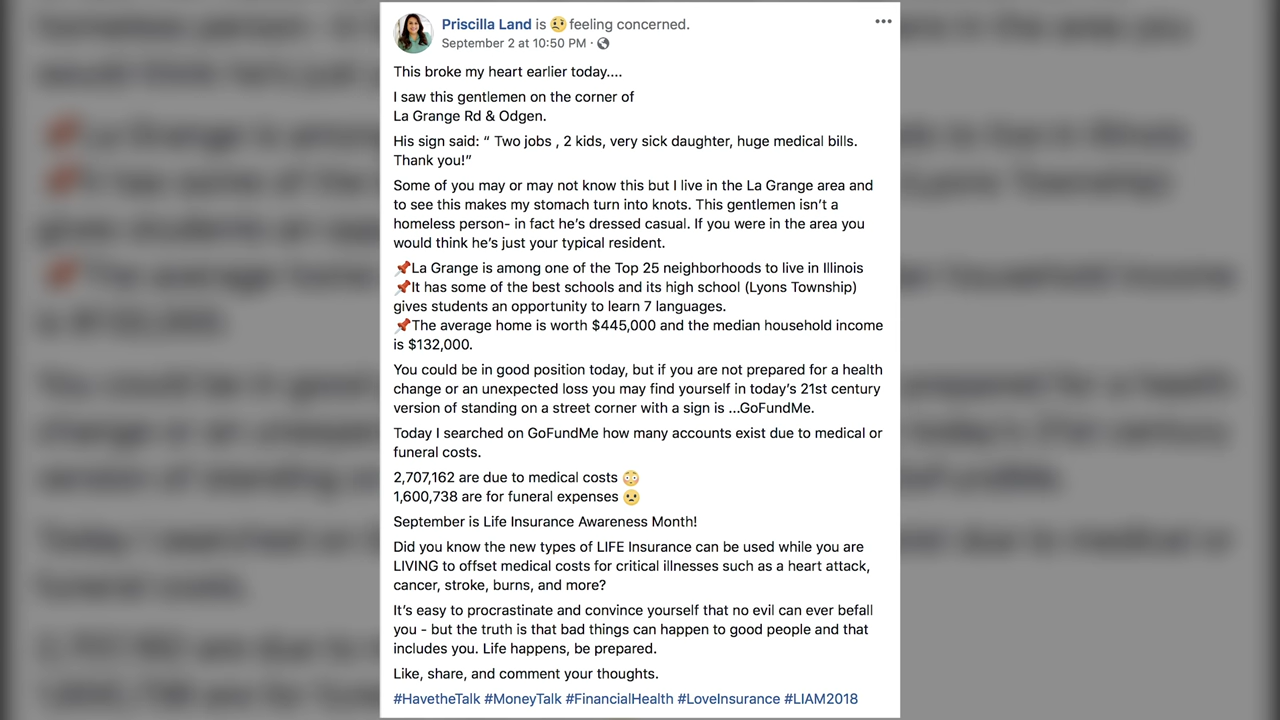 Priscilla Land is 😢 feeling concerned.
September 2 at 10:50 PM ·
This broke my heart earlier today....
I saw this gentlemen on the corner of
La Grange Rd & Odgen.
His sign said: “ Two jobs , 2 kids, very sick daughter, huge medical bills.
Thank you!”
Some of you may or may not know this but I live in the La Grange area and
to see this makes my stomach turn into knots. This gentlemen isn’t a
homeless person- in fact he’s dressed casual. If you were in the area you
would think he’s just your typical resident.
📌La Grange is among one of the Top 25 neighborhoods to live in Illinois
📌It has some of the best schools and its high school (Lyons Township)
gives students an opportunity to learn 7 languages.
📌The average home is worth $445,000 and the median household income
is $132,000.
You could be in good position today, but if you are not prepared for a health
change or an unexpected loss you may find yourself in today’s 21st century
version of standing on a street corner with a sign is ...GoFundMe.
Today I searched on GoFundMe how many accounts exist due to medical or
funeral costs.
2,707,162 are due to medical costs 😳
1,600,738 are for funeral expenses 😢
September is Life Insurance Awareness Month!
Did you know the new types of LIFE Insurance can be used while you are
LIVING to offset medical costs for critical illnesses such as a heart attack,
cancer, stroke, burns, and more?
It’s easy to procrastinate and convince yourself that no evil can ever befall
you - but the truth is that bad things can happen to good people and that
includes you. Life happens, be prepared.
Like, share, and comment your thoughts.
#HavetheTalk #MoneyTalk #FinancialHealth #LoveInsurance #LIAM2018